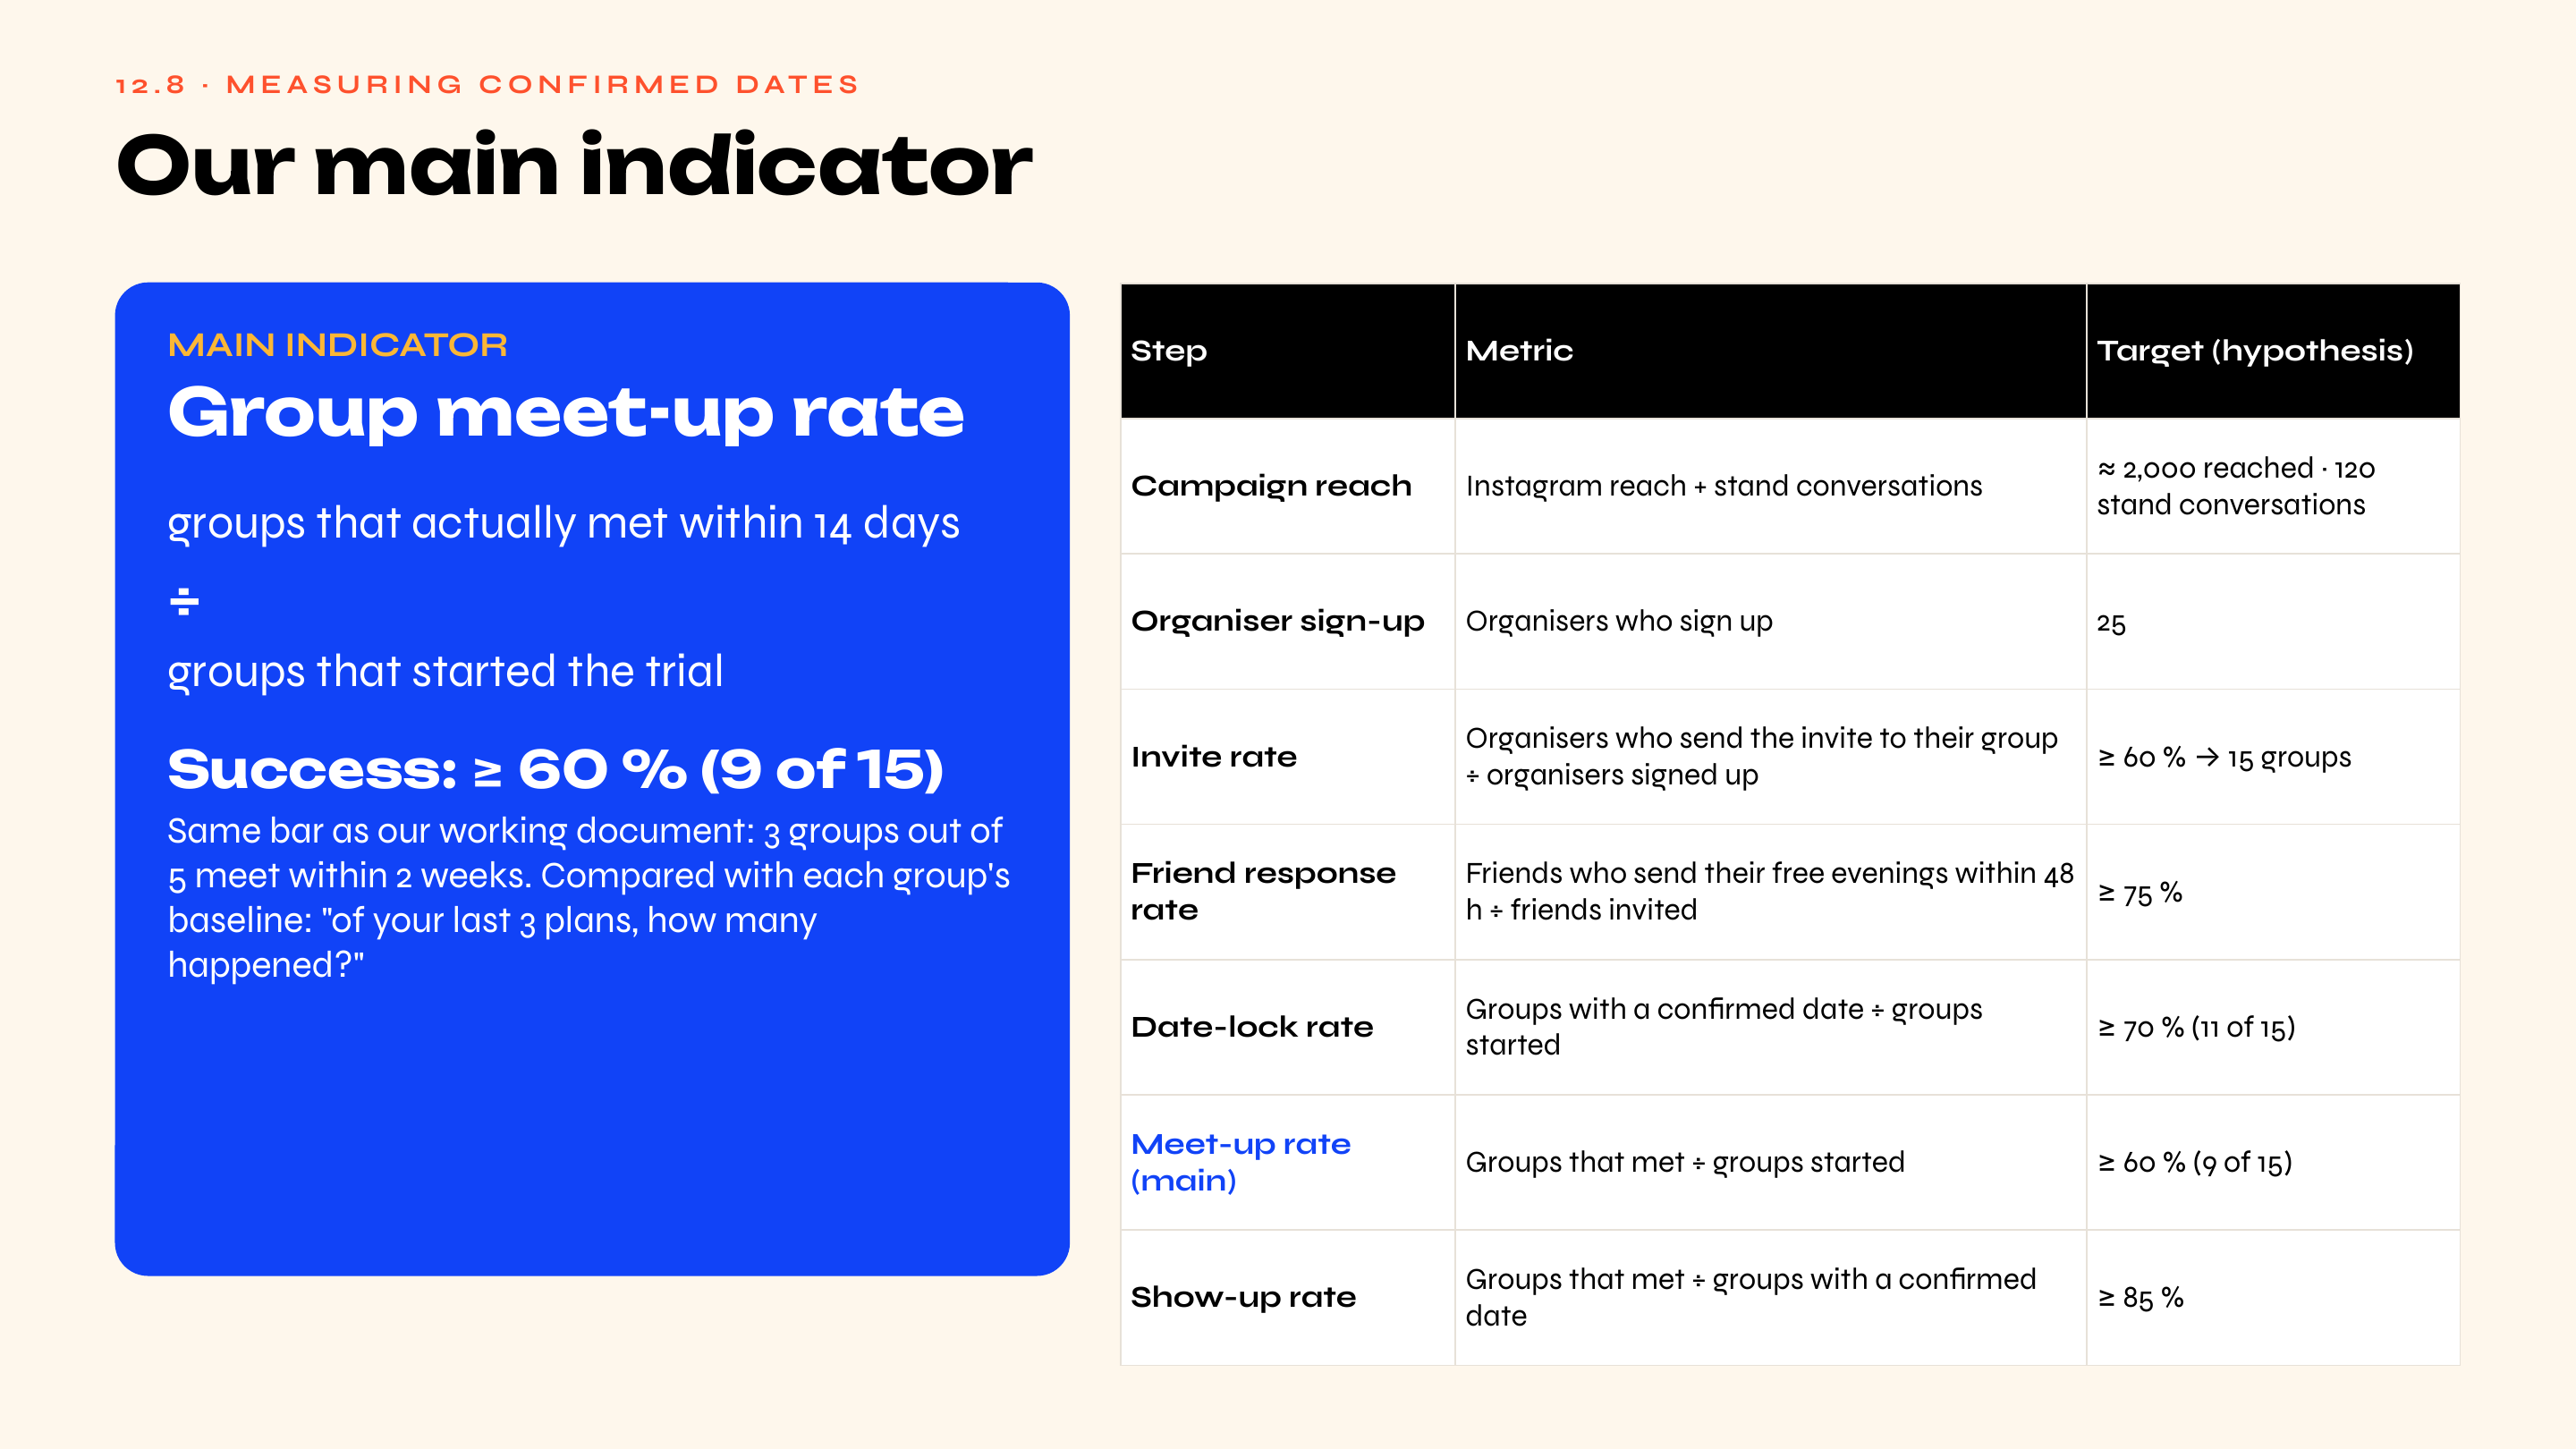 12.8 · MEASURING CONFIRMED DATES
Our main indicator
MAIN INDICATOR
Group meet-up rate
groups that actually met within 14 days
÷
groups that started the trial
Success: ≥ 60 % (9 of 15)
Same bar as our working document: 3 groups out of
5 meet within 2 weeks. Compared with each group's
baseline: "of your last 3 plans, how many
happened?"
Step
Metric
Target (hypothesis)
Campaign reach
Instagram reach + stand conversations
≈ 2,000 reached · 120
stand conversations
Organiser sign-up
Organisers who sign up
25
Invite rate
Organisers who send the invite to their group
÷ organisers signed up
≥ 60 % → 15 groups
Friend response
rate
Friends who send their free evenings within 48
h ÷ friends invited
≥ 75 %
Date-lock rate
Groups with a confirmed date ÷ groups
started
≥ 70 % (11 of 15)
Meet-up rate
(main)
Groups that met ÷ groups started
≥ 60 % (9 of 15)
Show-up rate
Groups that met ÷ groups with a confirmed
date
≥ 85 %